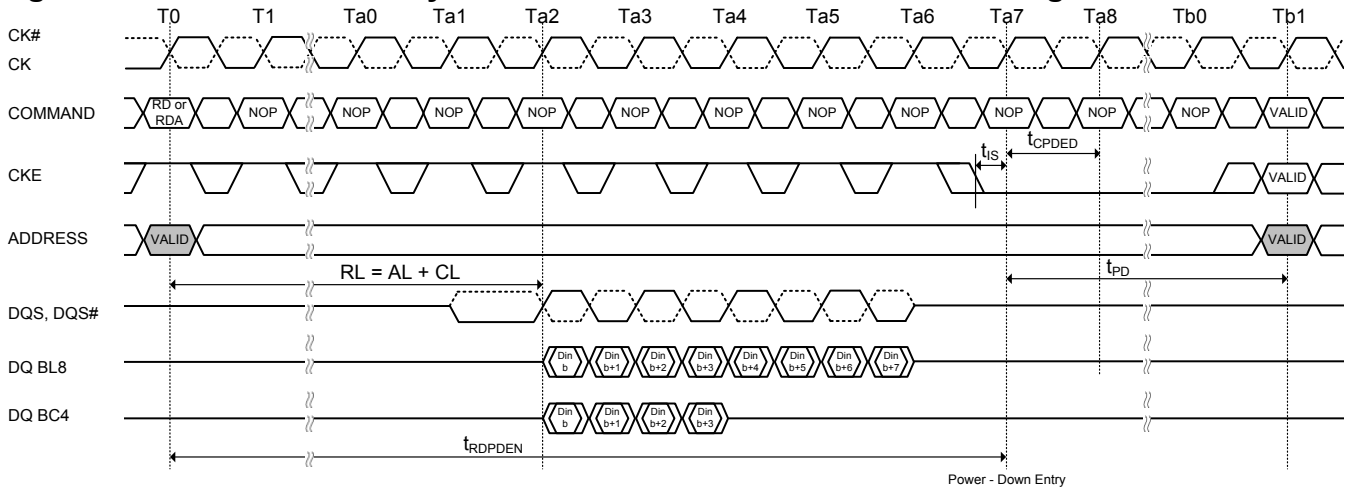 T0 T1 Ta0 Ta1 Ta2 Ta3 Ta4 Ta5 Ta6 Ta7 Ta8 Tb0 Tb1
CK#
CK
COMMAND RD or RDA NOP NOP NOP NOP NOP NOP NOP NOP NOP NOP NOP VALID
tIS tCPDED
CKE VALID
ADDRESS VALID VALID
RL = AL + CL tPD
DQS, DQS#
DQ BL8 Din b Din b+1 Din b+2 Din b+3 Din b+4 Din b+5 Din b+6 Din b+7
DQ BC4 Din b Din b+1 Din b+2 Din b+3
tRDPDEN
Power - Down Entry